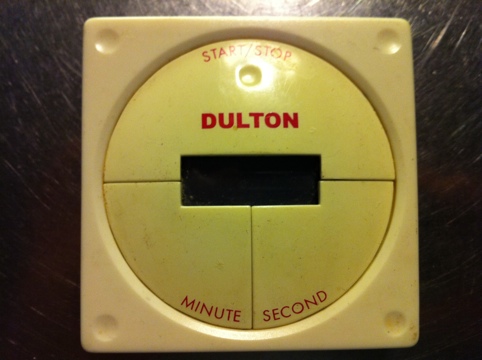 START/STOP
DULTON
MINUTE SECOND